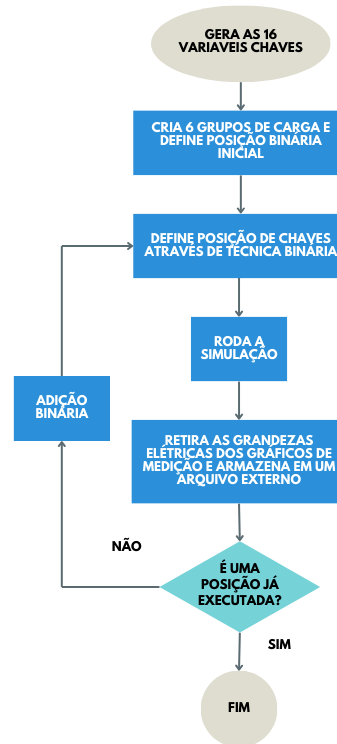 GERA AS 16
VARIAVEIS CHAVES
CRIA 6 GRUPOS DE CARGA E
DEFINE POSIÇÃO BINÁRIA
INICIAL
DEFINE POSIÇÃO DE CHAVES
ATRAVÉS DE TÉCNICA BINÁRIA
RODA A
SIMULAÇÃO
ADIÇÃO
BINÁRIA
RETIRA AS GRANDEZAS
ELÉTRICAS DOS GRÁFICOS DE
MEDIÇÃO E ARMAZENA EM UM
ARQUIVO EXTERNO
NÃO
É UMA
POSIÇÃO JÁ
EXECUTADA?
SIM
FIM